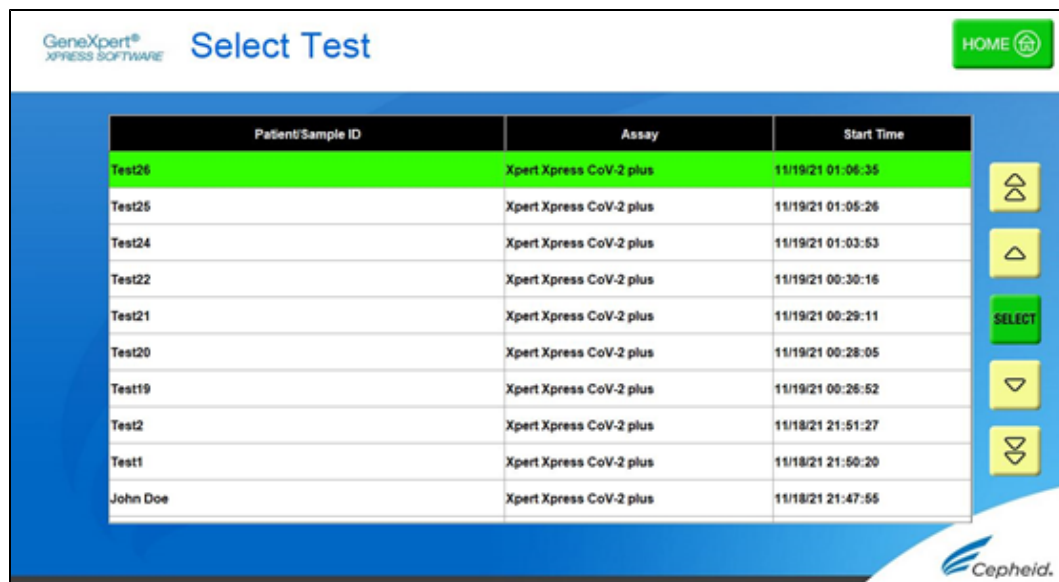 GeneXpert®
XPRESS SOFTWARE
Select Test
HOME
Patient/Sample ID Assay Start Time
Test26 Xpert Xpress CoV-2 plus 11/19/21 01:06:35
Test25 Xpert Xpress CoV-2 plus 11/19/21 01:05:26
Test24 Xpert Xpress CoV-2 plus 11/19/21 01:03:53
Test22 Xpert Xpress CoV-2 plus 11/19/21 00:30:16
Test21 Xpert Xpress CoV-2 plus 11/19/21 00:29:11
SELECT
Test20 Xpert Xpress CoV-2 plus 11/19/21 00:28:05
Test19 Xpert Xpress CoV-2 plus 11/19/21 00:26:52
Test2 Xpert Xpress CoV-2 plus 11/18/21 21:51:27
Test1 Xpert Xpress CoV-2 plus 11/18/21 21:50:20
John Doe Xpert Xpress CoV-2 plus 11/18/21 21:47:55
Cepheid.